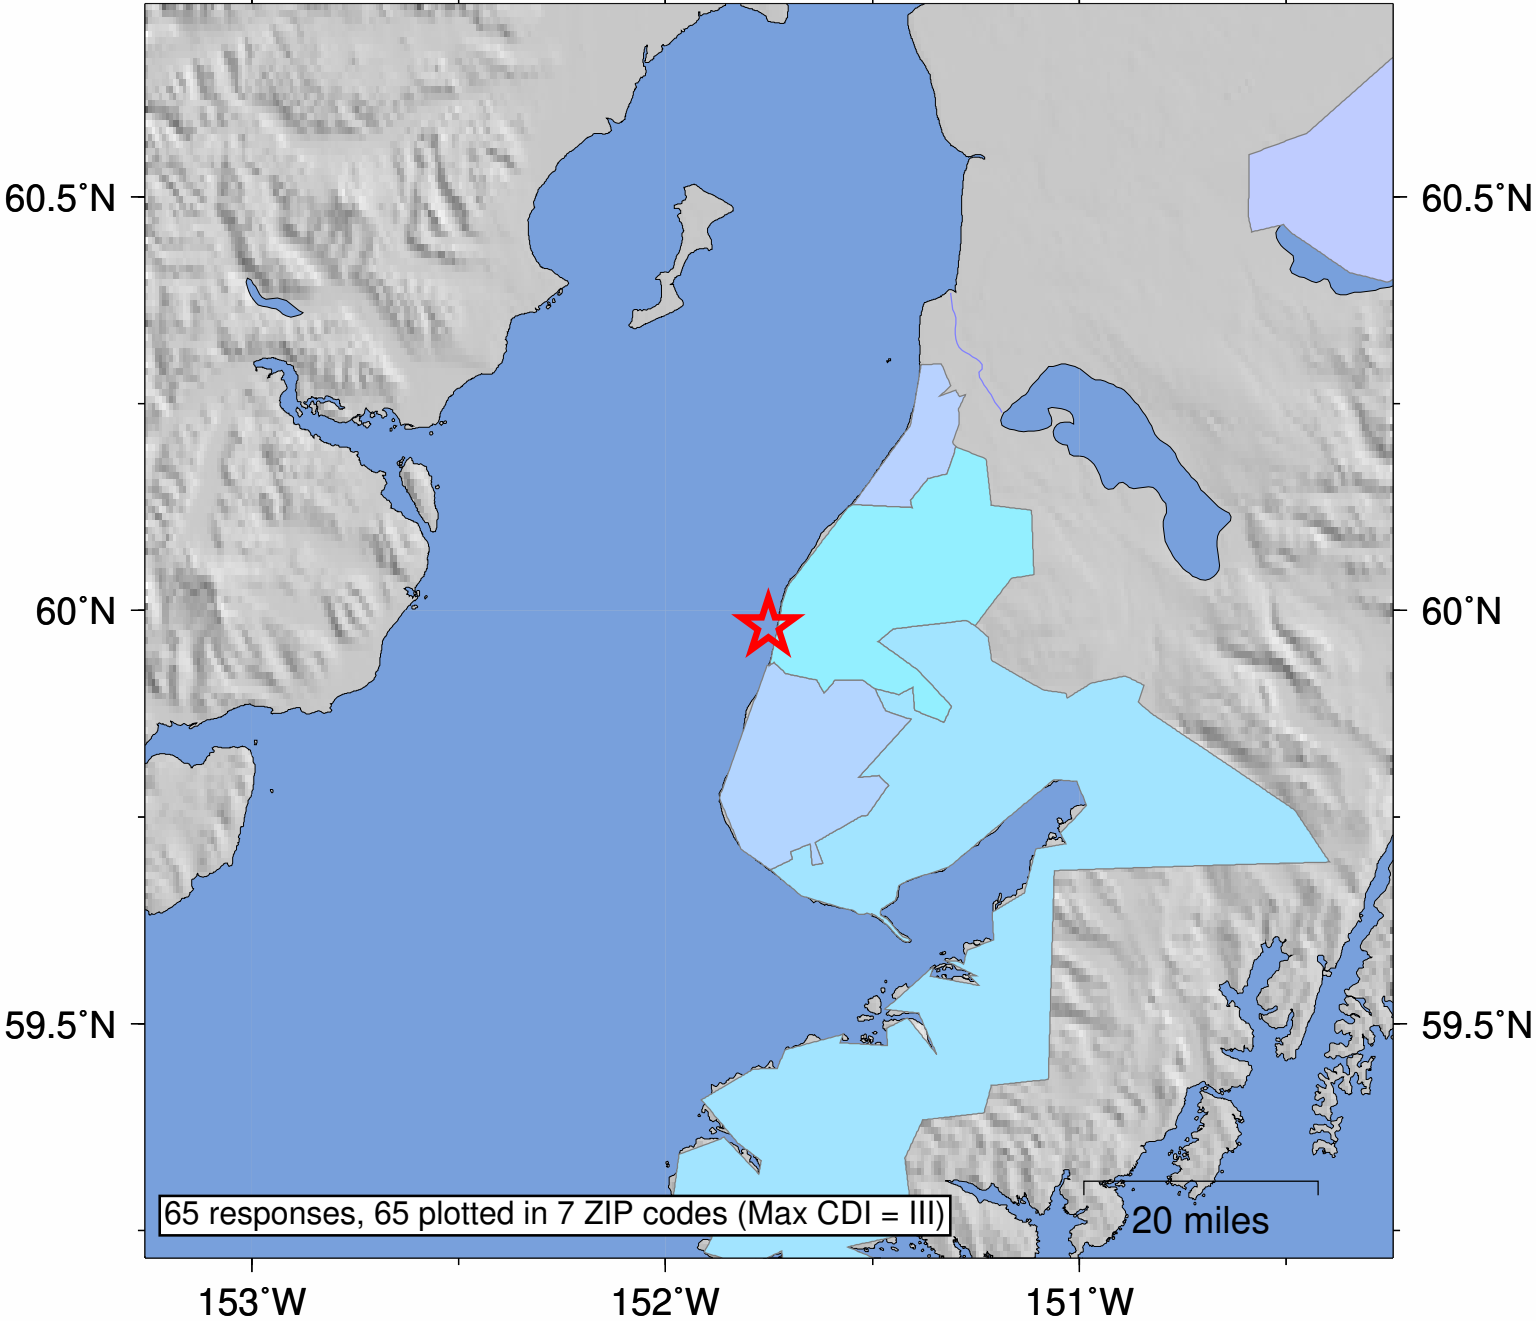 60.5˚N
60.5˚N
60˚N
60˚N
59.5˚N
59.5˚N
65 responses, 65 plotted in 7 ZIP codes (Max CDI = III)
20 miles
153˚W
152˚W
151˚W